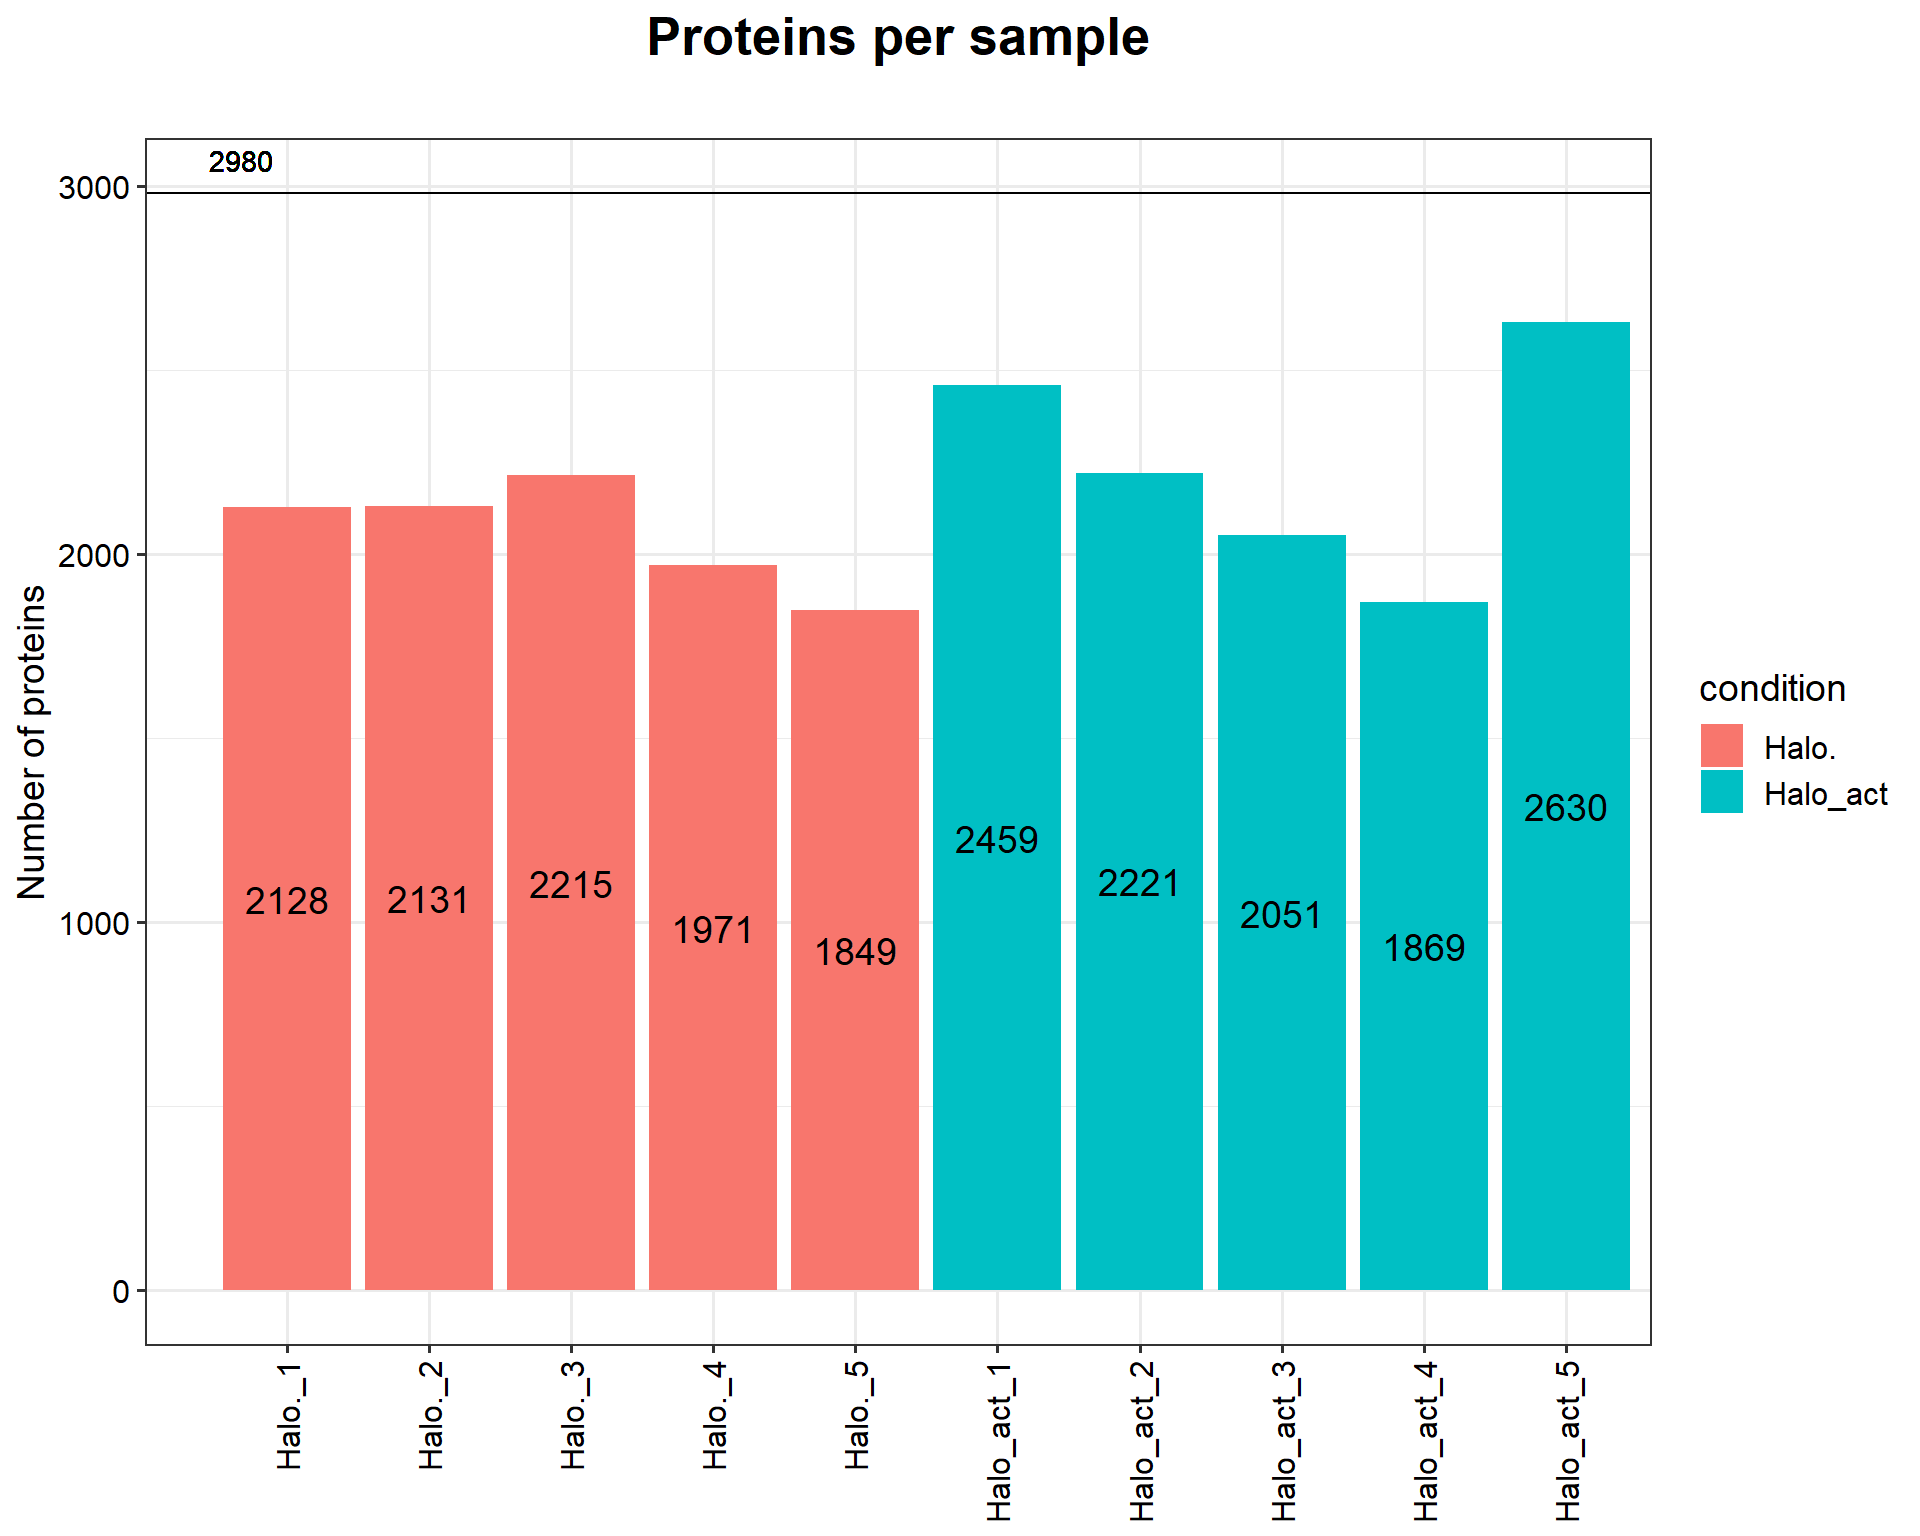 Proteins per sample
2980
3000
2000
1000
0
Number of proteins
2128
2131
2215
1971
1849
2459
2221
2051
1869
2630
Halo._1
Halo._2
Halo._3
Halo._4
Halo._5
Halo_act_1
Halo_act_2
Halo_act_3
Halo_act_4
Halo_act_5
condition
Halo.
Halo_act